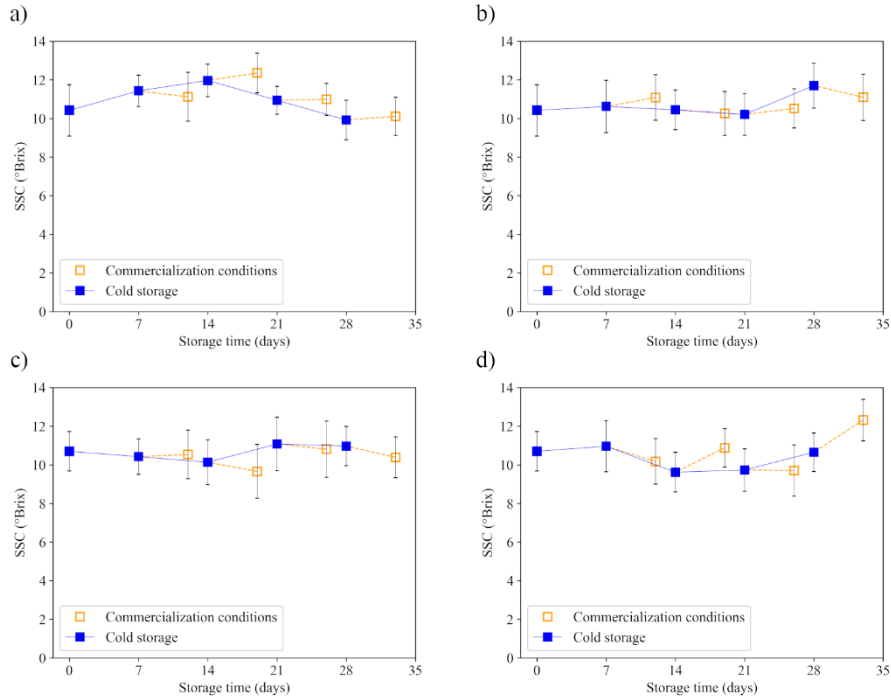 a)
14
12
10
8
6
4
2
0
SSC (°Brix)
Commercialization conditions
Cold storage
0 7 14 21 28 35
Storage time (days)
b)
14
12
10
8
6
4
2
0
SSC (°Brix)
Commercialization conditions
Cold storage
0 7 14 21 28 35
Storage time (days)
c)
14
12
10
8
6
4
2
0
SSC (°Brix)
Commercialization conditions
Cold storage
0 7 14 21 28 35
Storage time (days)
d)
14
12
10
8
6
4
2
0
SSC (°Brix)
Commercialization conditions
Cold storage
0 7 14 21 28 35
Storage time (days)